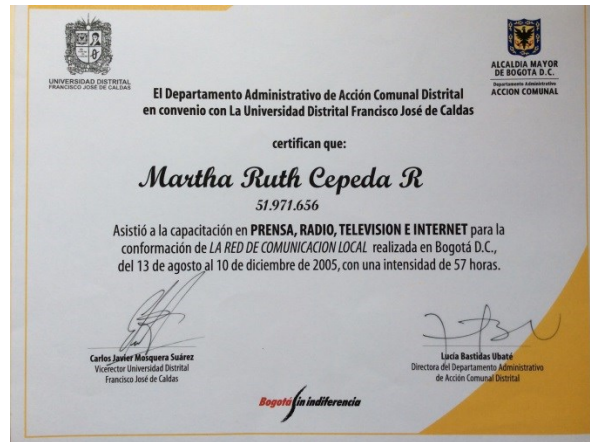 UNIVERSIDAD DISTRITAL
FRANCISCO JOSE DE CALDAS
ALCALDIA MAYOR
DE BOGOTA D.C.
Departamento Administrativo
ACCION COMUNAL
El Departamento Administrativo de Acción Comunal Distrital
en convenio con La Universidad Distrital Francisco José de Caldas
certifican que:
Martha Ruth Cepeda R
51.971.656
Asistió a la capacitación en PRENSA, RADIO, TELEVISION E INTERNET para la
conformación de LA RED DE COMUNICACION LOCAL realizada en Bogotá D.C.,
del 13 de agosto al 10 de diciembre de 2005, con una intensidad de 57 horas.
Carlos Javier Mosquera Suárez
Vicerector Universidad Distrital
Francisco José de Caldas
Lucía Bastidas Ubaté
Directora del Departamento Administrativo
de Acción Comunal Distrital
Bogotá sin indiferencia